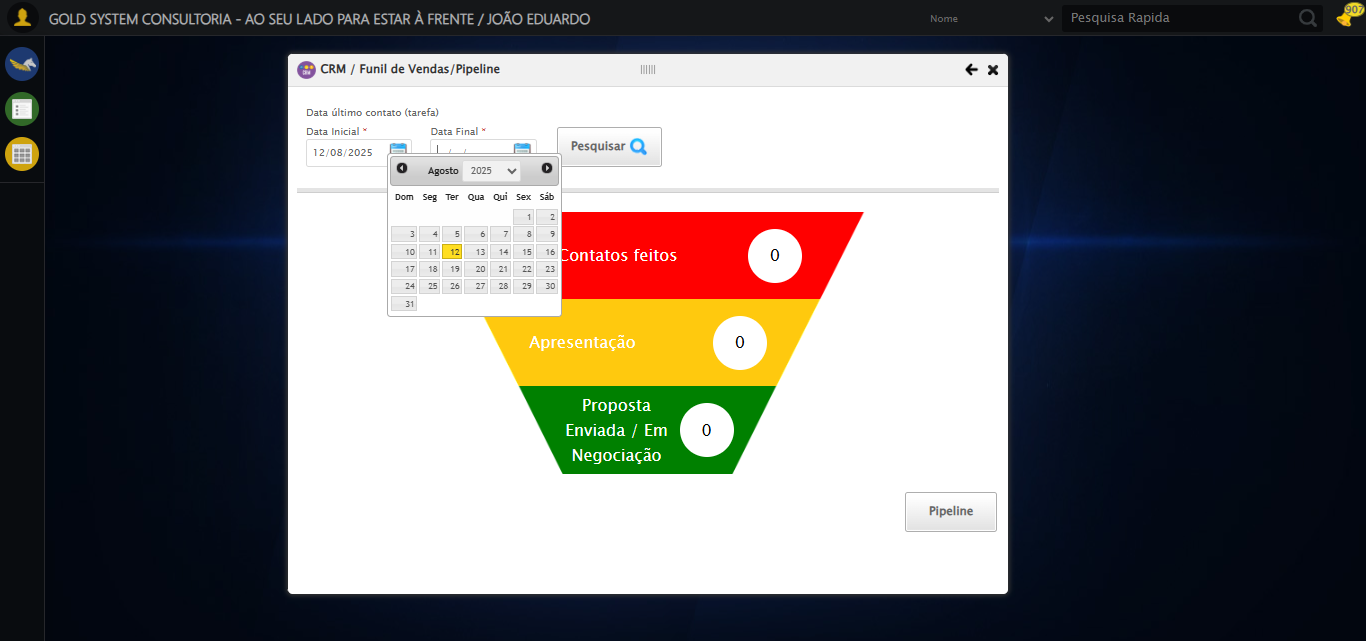 GOLD SYSTEM CONSULTORIA - AO SEU LADO PARA ESTAR À FRENTE / JOÃO EDUARDO
Nome
Pesquisa Rapida
907
CRM / Funil de Vendas/Pipeline
Data último contato (tarefa)
Data Inicial *
Data Final *
12/08/2025
/ /
Pesquisar
Agosto 2025
Dom Seg Ter Qua Qui Sex Sáb
1 2
3 4 5 6 7 8 9
10 11 12 13 14 15 16
17 18 19 20 21 22 23
24 25 26 27 28 29 30
31
Contatos feitos 0
Apresentação 0
Proposta
Enviada / Em
Negociação
0
Pipeline